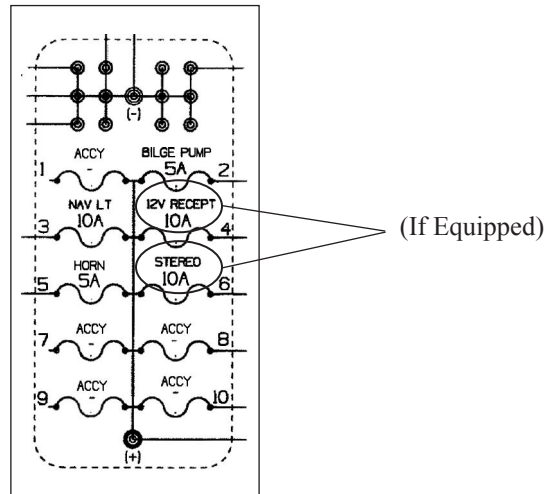 (-)
ACCY BILGE PUMP
1 - 5A 2
NAV LT 12V RECEPT
10A 10A
3 4
(If Equipped)
HORN STEREO
5A 10A
5 6
ACCY ACCY
7 - - 8
ACCY ACCY
9 - - 10
(+)